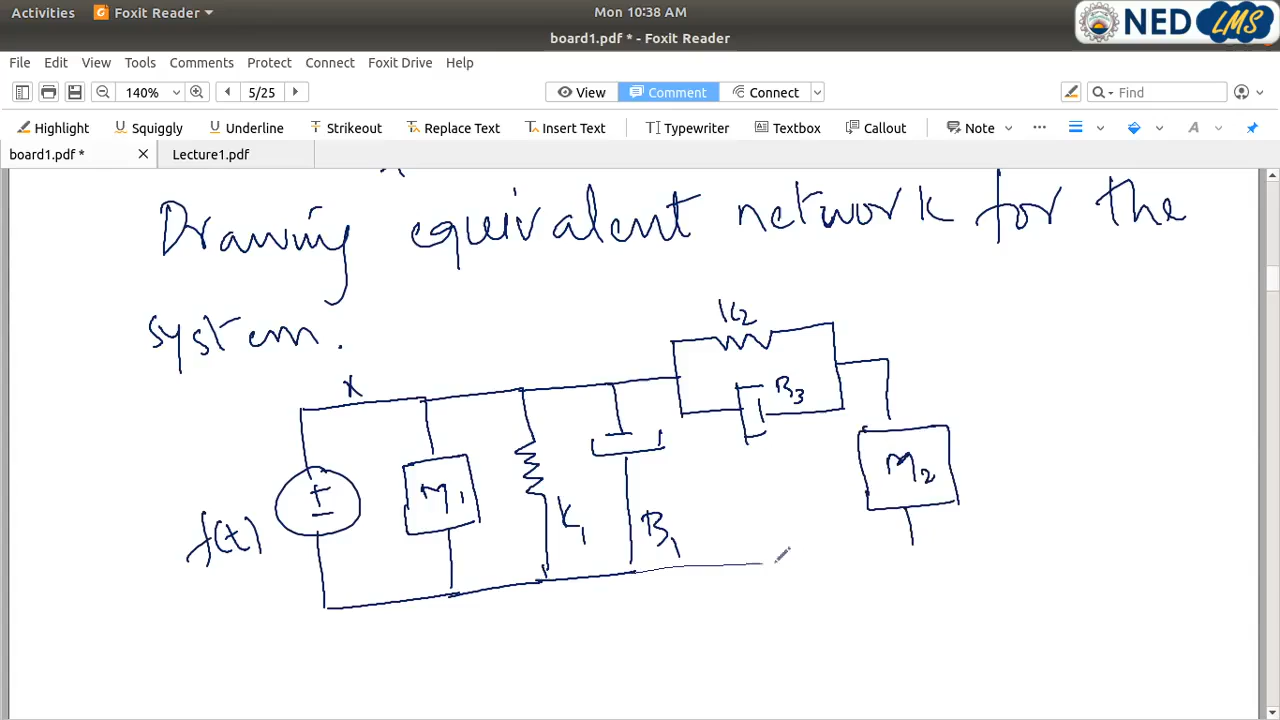 Activities Foxit Reader Mon 10:38 AM
board1.pdf * - Foxit Reader
NED LMS
File Edit View Tools Comments Protect Connect Foxit Drive Help
140% 5/25 View Comment Connect Find
Highlight Squiggly Underline Strikeout Replace Text Insert Text Typewriter Textbox Callout Note
board1.pdf * Lecture1.pdf
Drawing equivalent network for the
system.
K2
X
B3
M1
M2
f(t)
K1
B1